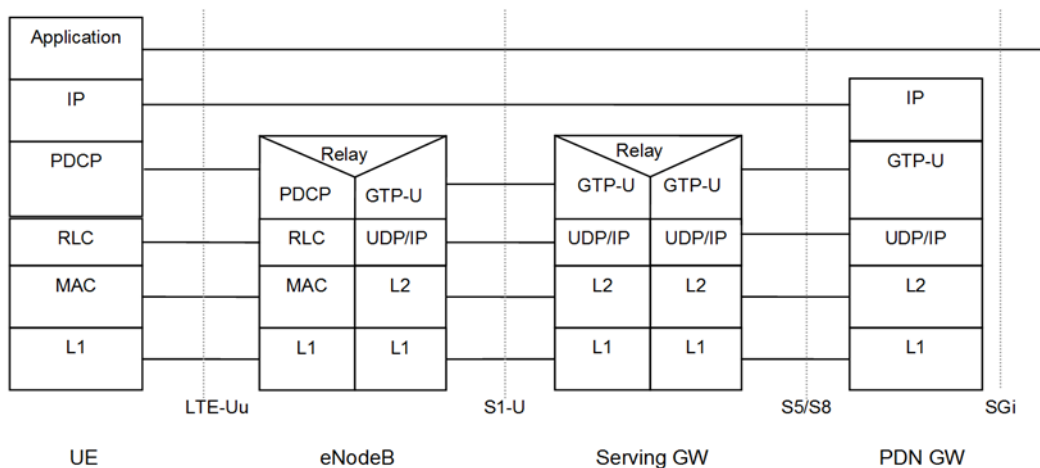 Application
IP
IP
PDCP
Relay
Relay
GTP-U
PDCP
GTP-U
GTP-U
GTP-U
RLC
RLC
UDP/IP
UDP/IP
UDP/IP
UDP/IP
MAC
MAC
L2
L2
L2
L2
L1
L1
L1
L1
L1
L1
LTE-Uu
S1-U
S5/S8
SGi
UE
eNodeB
Serving GW
PDN GW